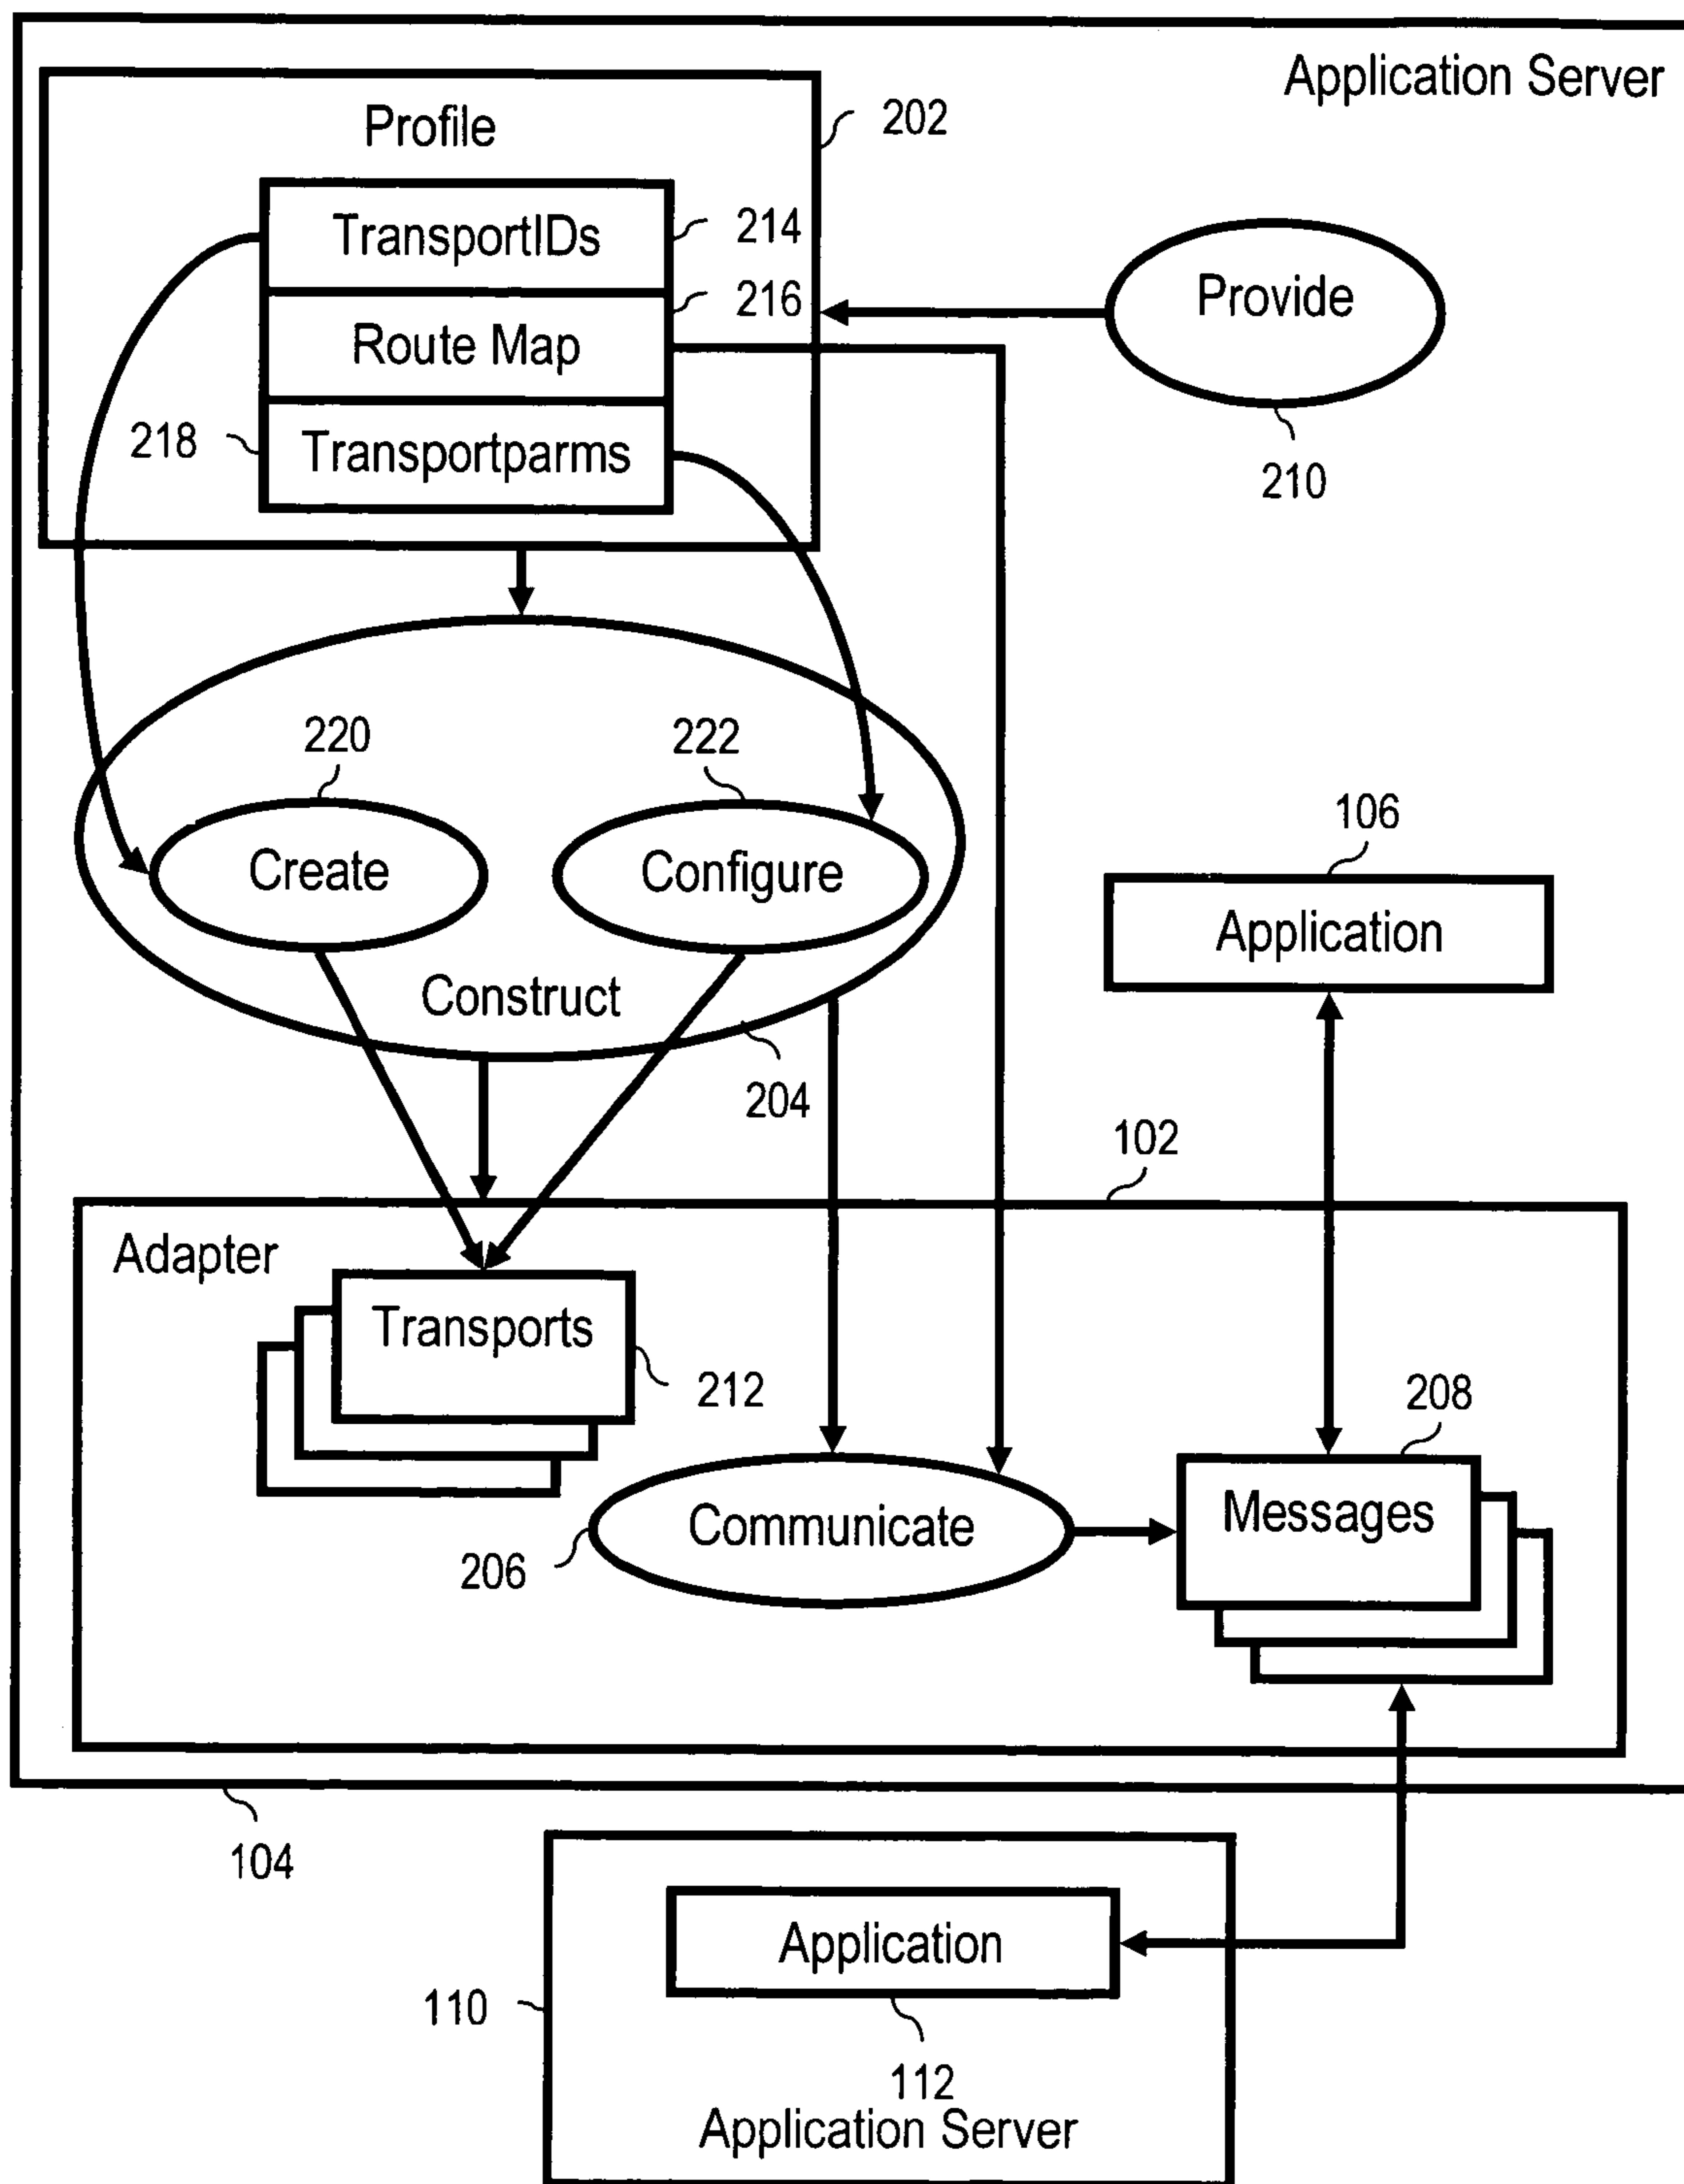 Application Server
Profile
202
TransportIDs
214
216
Route Map
Provide
218
Transportparms
210
220
222
106
Create
Configure
Application
Construct
204
102
Adapter
Transports
212
208
Messages
Communicate
206
104
Application
110
112
Application Server